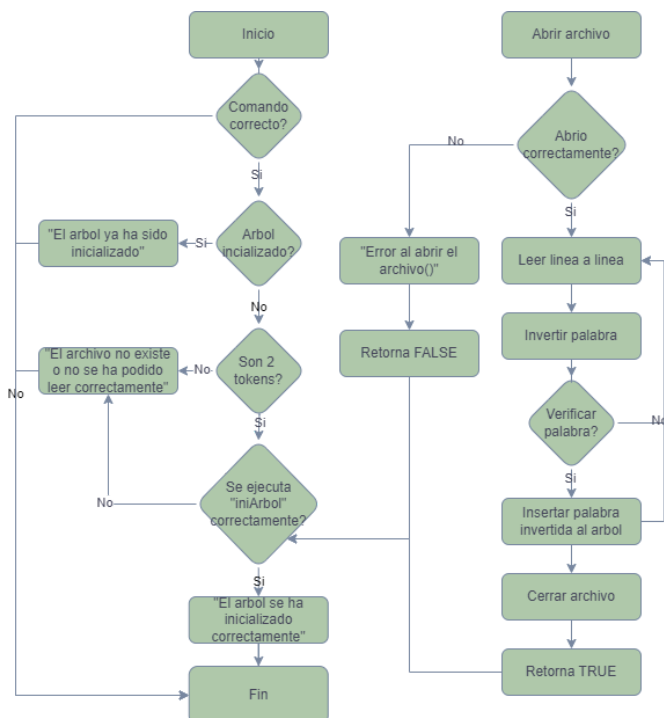 Inicio
Comando
correcto?
Si
Arbol
incializado?
Si
"El arbol ya ha sido
inicializado"
No
Son 2
tokens?
No
"El archivo no existe
o no se ha podido
leer correctamente"
No
Si
Se ejecuta
"iniArbol"
correctamente?
No
Si
"El arbol se ha
inicializado
correctamente"
Fin
Abrir archivo
Abrio
correctamente?
No
Si
"Error al abrir el
archivo()"
Retorna FALSE
Leer linea a linea
Invertir palabra
Verificar
palabra?
No
Si
Insertar palabra
invertida al arbol
Cerrar archivo
Retorna TRUE